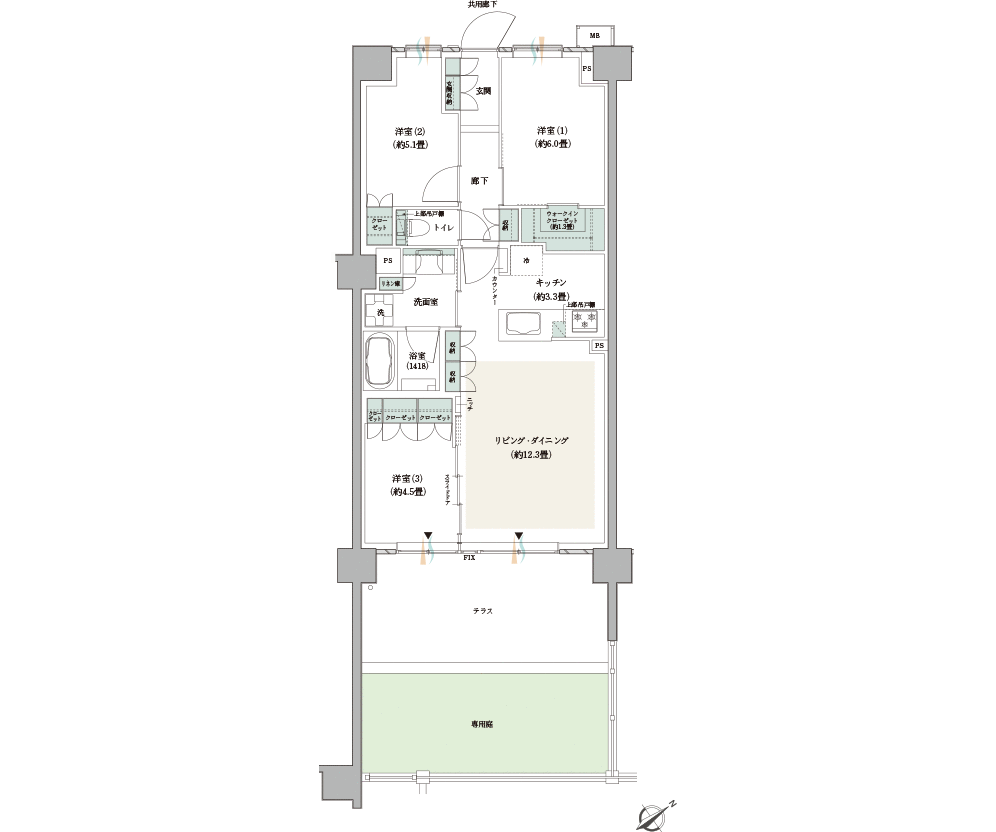 共用廊下
MB
PS
玄関収納
玄関
洋室(2)
(約5.1畳)
洋室(1)
(約6.0畳)
廊下
クロー
ゼット
上部吊戸棚
トイレ
収納
ウォークイン
クローゼット
(約1.3畳)
PS
リネン庫
洗面室
洗
冷
カウンター
キッチン
(約3.3畳)
上部吊戸棚
PS
浴室
(1418)
収納
収納
ニッチ
クロー
ゼット
クローゼット
クローゼット
リビング・ダイニング
(約12.3畳)
洋室(3)
(約4.5畳)
スライドドア
FIX
テラス
専用庭
N